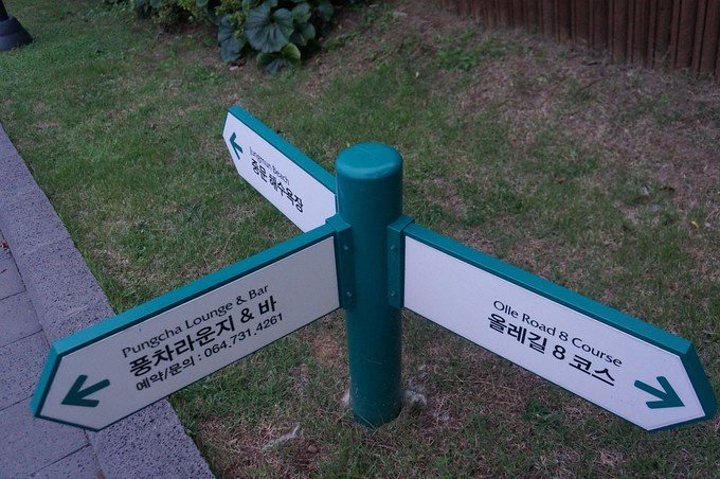 Jungmun Beach
중문 해수욕장
Pungcha Lounge & Bar
풍차라운지 & 바
예약/문의 : 064.731.4261
Olle Road 8 Course
올레길 8 코스